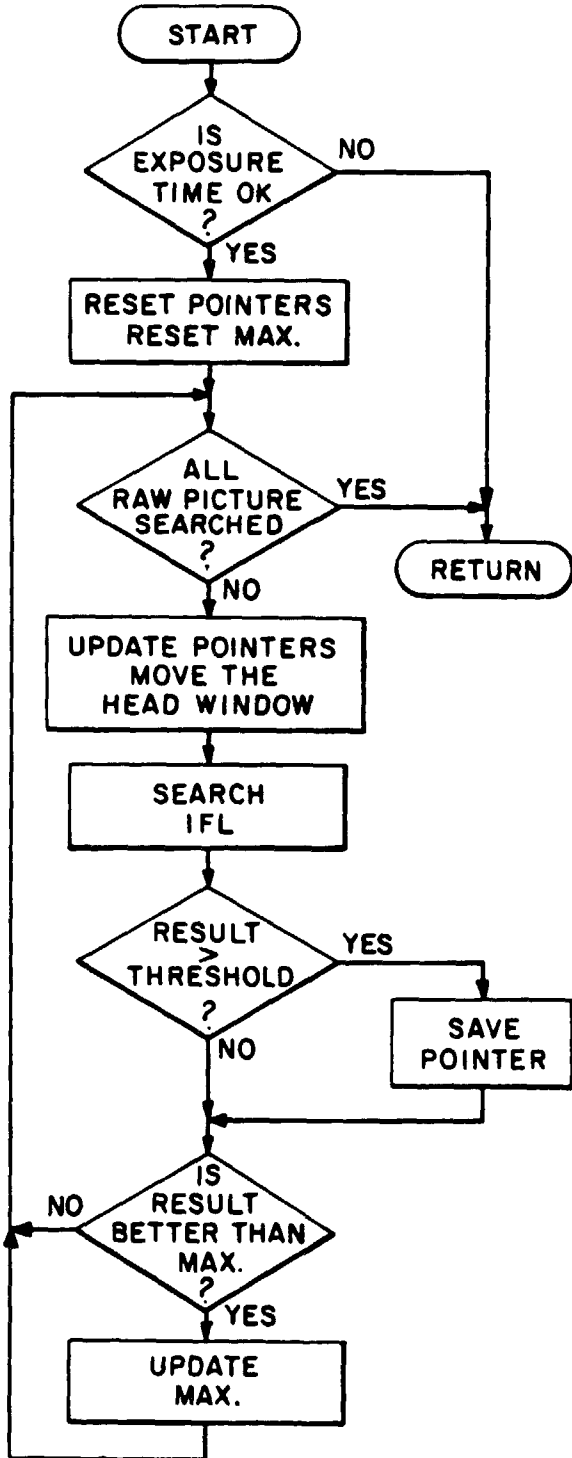 START
IS
EXPOSURE
TIME OK
?
NO
YES
RESET POINTERS
RESET MAX.
ALL
RAW PICTURE
SEARCHED
?
YES
RETURN
NO
UPDATE POINTERS
MOVE THE
HEAD WINDOW
SEARCH
IFL
RESULT
>
THRESHOLD
?
YES
SAVE
POINTER
NO
IS
RESULT
BETTER THAN
MAX.
?
NO
YES
UPDATE
MAX.